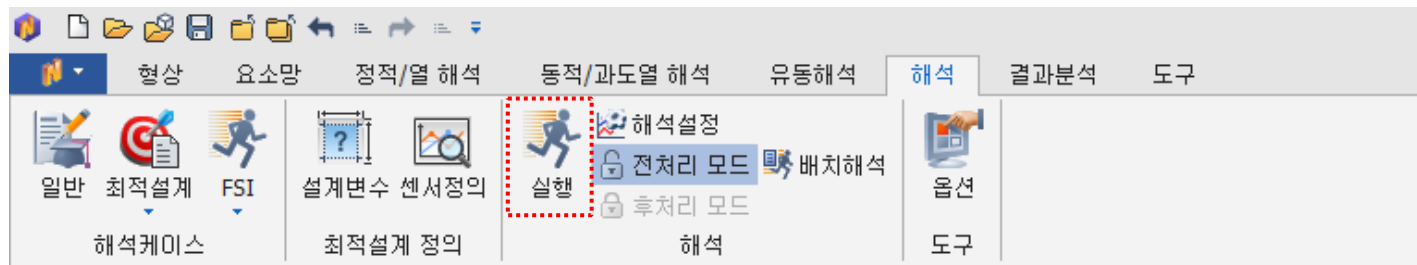 형상 요소망 정적/열 해석 동적/과도열 해석 유동해석 해석 결과분석 도구
일반 최적설계 FSI
해석케이스
? 설계변수 센서정의
최적설계 정의
실행 해석설정
전처리 모드 배치해석
후처리 모드
해석
옵션
도구